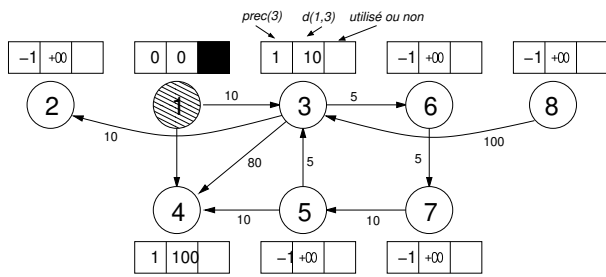 prec(3) d(1,3) utilisé ou non
−1 +∞ 0 0 1 10 −1 +∞ −1 +∞
2 1 10 3 5 6 8
10 80 5 5 100
4 10 5 10 7
1 100 −1 +∞ −1 +∞